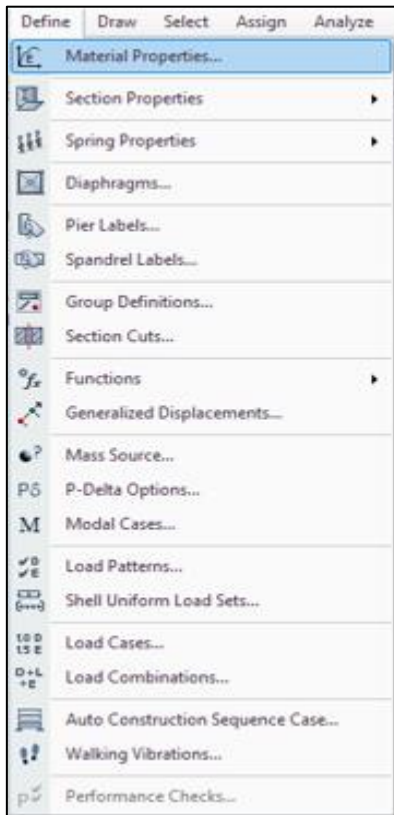 Define Draw Select Assign Analyze
Material Properties...
Section Properties
Spring Properties
Diaphragms...
Pier Labels...
Spandrel Labels...
Group Definitions...
Section Cuts...
Functions
Generalized Displacements...
Mass Source...
Pδ P-Delta Options...
M Modal Cases...
Load Patterns...
Shell Uniform Load Sets...
Load Cases...
Load Combinations...
Auto Construction Sequence Case...
Walking Vibrations...
Performance Checks...